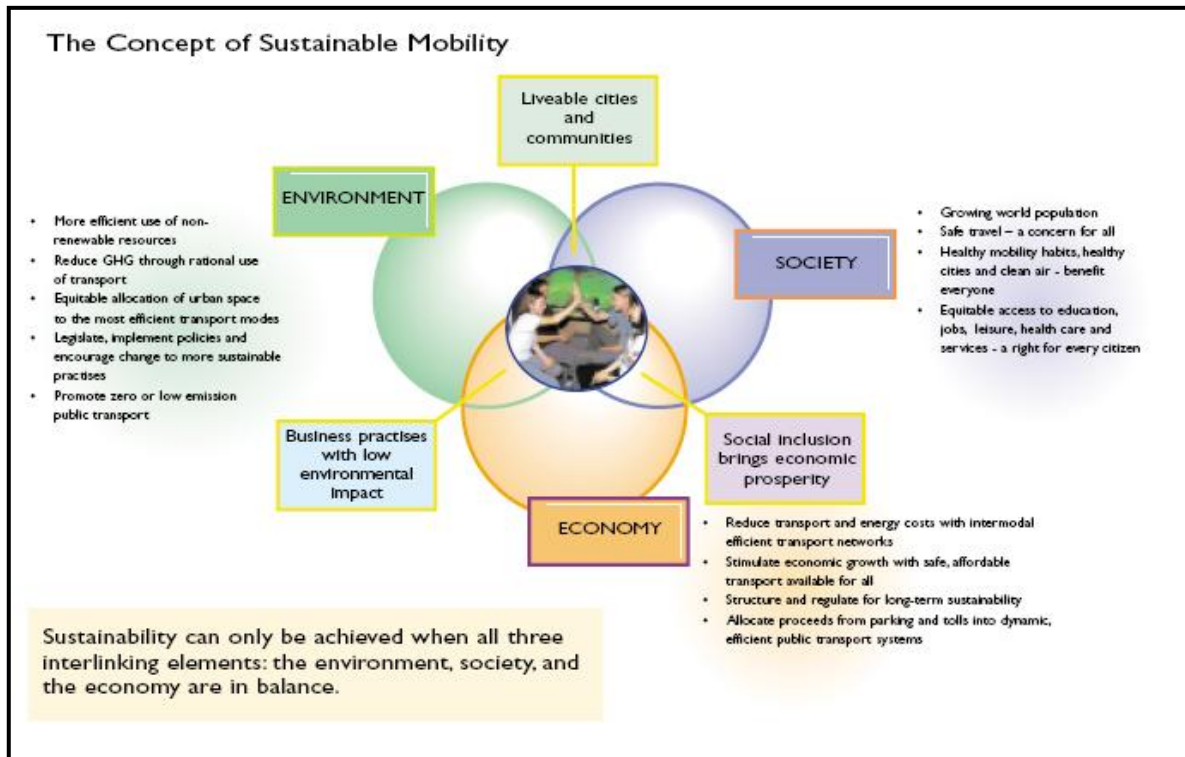 The Concept of Sustainable Mobility
Liveable cities
and
communities
ENVIRONMENT
• More efficient use of non-
renewable resources
• Reduce GHG through rational use
of transport
• Equitable allocation of urban space
to the most efficient transport modes
• Legislate, implement policies and
encourage change to more sustainable
practises
• Promote zero or low emission
public transport
SOCIETY
• Growing world population
• Safe travel – a concern for all
• Healthy mobility habits, healthy
cities and clean air - benefit
everyone
• Equitable access to education,
jobs, leisure, health care and
services - a right for every citizen
Business practises
with low
environmental
impact
Social inclusion
brings economic
prosperity
ECONOMY
• Reduce transport and energy costs with intermodal
efficient transport networks
• Stimulate economic growth with safe, affordable
transport available for all
• Structure and regulate for long-term sustainability
• Allocate proceeds from parking and tolls into dynamic,
efficient public transport systems
Sustainability can only be achieved when all three
interlinking elements: the environment, society, and
the economy are in balance.